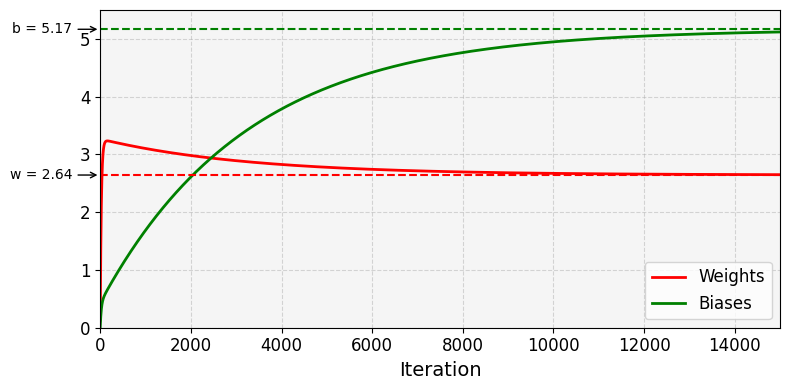 b = 5.17
5
4
3
w = 2.64
2
1
0
Weights
Biases
0 2000 4000 6000 8000 10000 12000 14000
Iteration